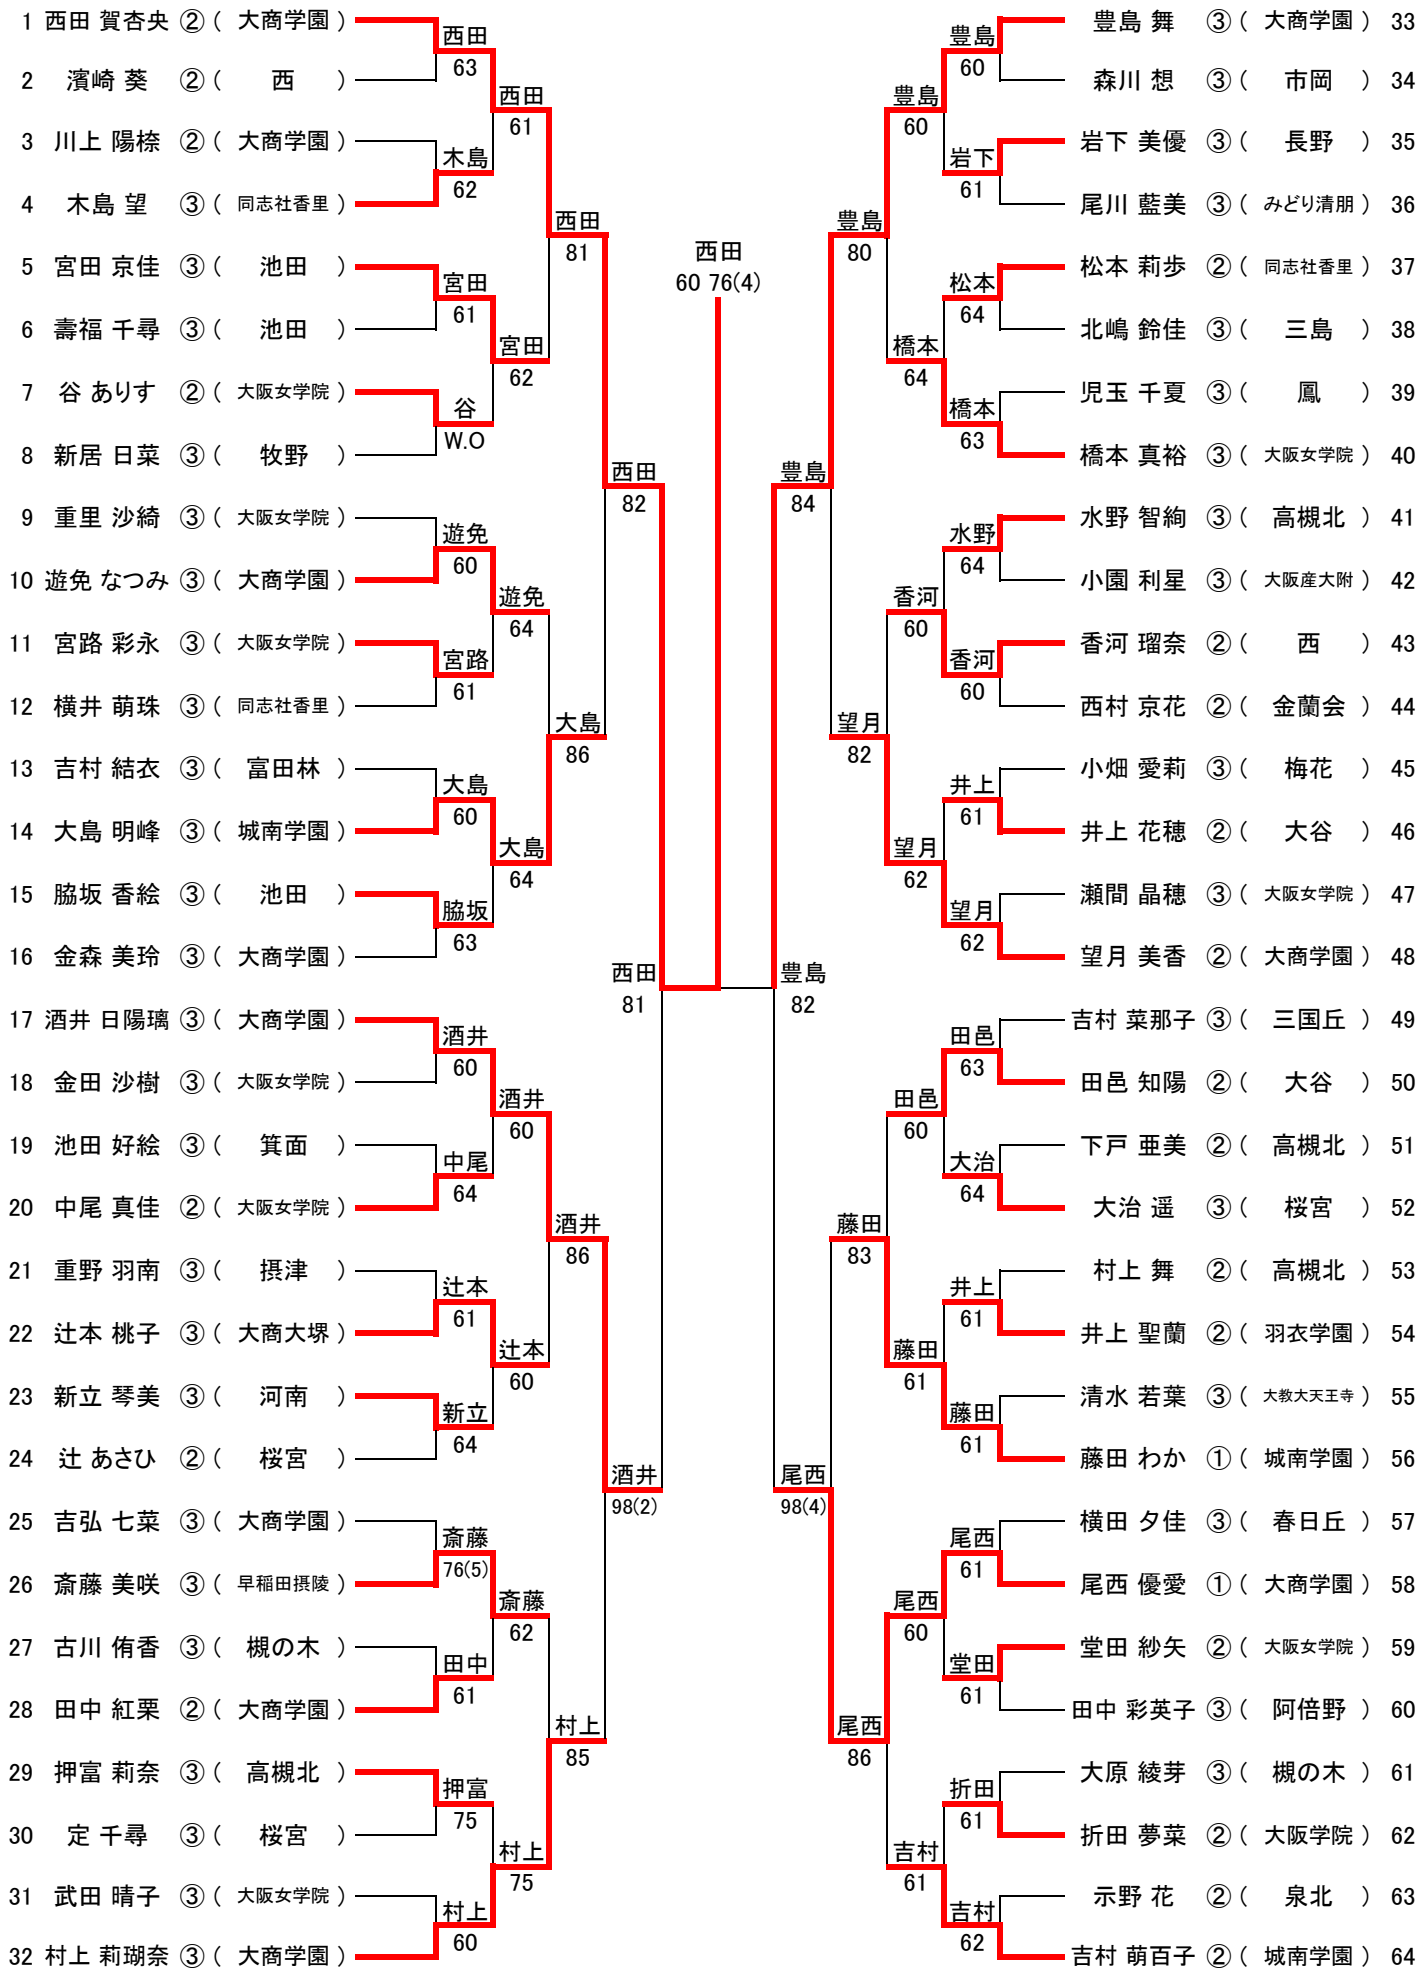 1 西田 賀杏央 ② ( 大商学園 )
2 濱崎 葵 ② ( 西 )
3 川上 陽棕 ② ( 大商学園 )
4 木島 望 ③ ( 同志社香里 )
5 宮田 京佳 ③ ( 池田 )
6 壽福 千尋 ③ ( 池田 )
7 谷 ありす ② ( 大阪女学院 )
8 新居 日菜 ③ ( 牧野 )
9 重里 沙綺 ③ ( 大阪女学院 )
10 遊免 なつみ ③ ( 大商学園 )
11 宮路 彩永 ③ ( 大阪女学院 )
12 横井 萌珠 ③ ( 同志社香里 )
13 吉村 結衣 ③ ( 富田林 )
14 大島 明峰 ③ ( 城南学園 )
15 脇坂 香絵 ③ ( 池田 )
16 金森 美玲 ③ ( 大商学園 )
17 酒井 日陽璃 ③ ( 大商学園 )
18 金田 沙樹 ③ ( 大阪女学院 )
19 池田 好絵 ③ ( 箕面 )
20 中尾 真佳 ② ( 大阪女学院 )
21 重野 羽南 ③ ( 摂津 )
22 辻本 桃子 ③ ( 大商大堺 )
23 新立 琴美 ③ ( 河南 )
24 辻 あさひ ② ( 桜宮 )
25 吉弘 七菜 ③ ( 大商学園 )
26 斎藤 美咲 ③ ( 早稲田摂陵 )
27 古川 侑香 ③ ( 槻の木 )
28 田中 紅栗 ② ( 大商学園 )
29 押富 莉奈 ③ ( 高槻北 )
30 定 千尋 ③ ( 桜宮 )
31 武田 晴子 ③ ( 大阪女学院 )
32 村上 莉瑚奈 ③ ( 大商学園 )
西田
63
木島
62
宮田
61
谷
W.O
遊免
60
宮路
61
大島
60
脇坂
63
酒井
60
中尾
64
辻本
61
新立
64
斎藤
76(5)
田中
61
押富
75
村上
60
西田
61
宮田
62
遊免
64
大島
64
酒井
60
辻本
60
斎藤
62
村上
75
西田
81
大島
86
酒井
86
村上
85
西田
82
酒井
98(2)
西田
81
西田
60 76(4)
豊島
82
豊島
84
尾西
98(4)
豊島
80
望月
82
藤田
83
尾西
86
豊島
60
橋本
64
香河
60
望月
62
田邑
60
藤田
61
尾西
60
吉村
61
豊島
60
岩下
61
松本
64
橋本
63
水野
64
香河
60
井上
61
望月
62
田邑
63
大治
64
井上
61
藤田
61
尾西
61
堂田
61
折田
61
吉村
62
豊島 舞 ③ ( 大商学園 ) 33
森川 想 ③ ( 市岡 ) 34
岩下 美優 ③ ( 長野 ) 35
尾川 藍美 ③ ( みどり清朋 ) 36
松本 莉歩 ② ( 同志社香里 ) 37
北嶋 鈴佳 ③ ( 三島 ) 38
児玉 千夏 ③ ( 鳳 ) 39
橋本 真裕 ③ ( 大阪女学院 ) 40
水野 智絢 ③ ( 高槻北 ) 41
小園 利星 ③ ( 大阪産大附 ) 42
香河 瑠奈 ② ( 西 ) 43
西村 京花 ② ( 金蘭会 ) 44
小畑 愛莉 ③ ( 梅花 ) 45
井上 花穂 ② ( 大谷 ) 46
瀬間 晶穂 ③ ( 大阪女学院 ) 47
望月 美香 ② ( 大商学園 ) 48
吉村 菜那子 ③ ( 三国丘 ) 49
田邑 知陽 ② ( 大谷 ) 50
下戸 亜美 ② ( 高槻北 ) 51
大治 遥 ③ ( 桜宮 ) 52
村上 舞 ② ( 高槻北 ) 53
井上 聖蘭 ② ( 羽衣学園 ) 54
清水 若葉 ③ ( 大教大天王寺 ) 55
藤田 わか ① ( 城南学園 ) 56
横田 夕佳 ③ ( 春日丘 ) 57
尾西 優愛 ① ( 大商学園 ) 58
堂田 紗矢 ② ( 大阪女学院 ) 59
田中 彩英子 ③ ( 阿倍野 ) 60
大原 綾芽 ③ ( 槻の木 ) 61
折田 夢菜 ② ( 大阪学院 ) 62
示野 花 ② ( 泉北 ) 63
吉村 萌百子 ② ( 城南学園 ) 64